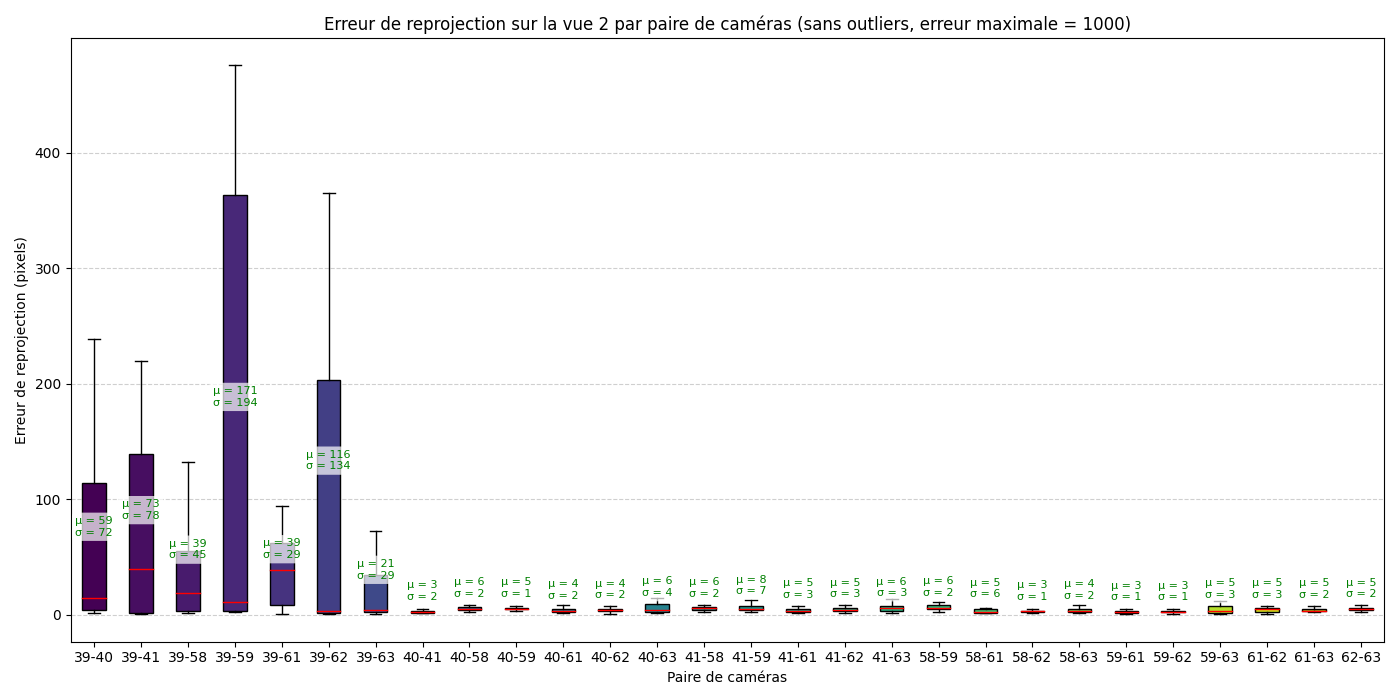 Erreur de reprojection sur la vue 2 par paire de caméras (sans outliers, erreur maximale = 1000)
Erreur de reprojection (pixels)
400
300
200
100
0
μ = 59
σ = 72
μ = 73
σ = 78
μ = 39
σ = 45
μ = 171
σ = 194
μ = 39
σ = 29
μ = 116
σ = 134
μ = 21
σ = 29
μ = 3
σ = 2
μ = 6
σ = 2
μ = 5
σ = 1
μ = 4
σ = 2
μ = 4
σ = 2
μ = 6
σ = 4
μ = 6
σ = 2
μ = 8
σ = 7
μ = 5
σ = 3
μ = 5
σ = 3
μ = 6
σ = 3
μ = 6
σ = 2
μ = 5
σ = 6
μ = 3
σ = 1
μ = 4
σ = 2
μ = 3
σ = 1
μ = 3
σ = 1
μ = 5
σ = 3
μ = 5
σ = 3
μ = 5
σ = 2
μ = 5
σ = 2
39-40 39-41 39-58 39-59 39-61 39-62 39-63 40-41 40-58 40-59 40-61 40-62 40-63 41-58 41-59 41-61 41-62 41-63 58-59 58-61 58-62 58-63 59-61 59-62 59-63 61-62 61-63 62-63
Paire de caméras